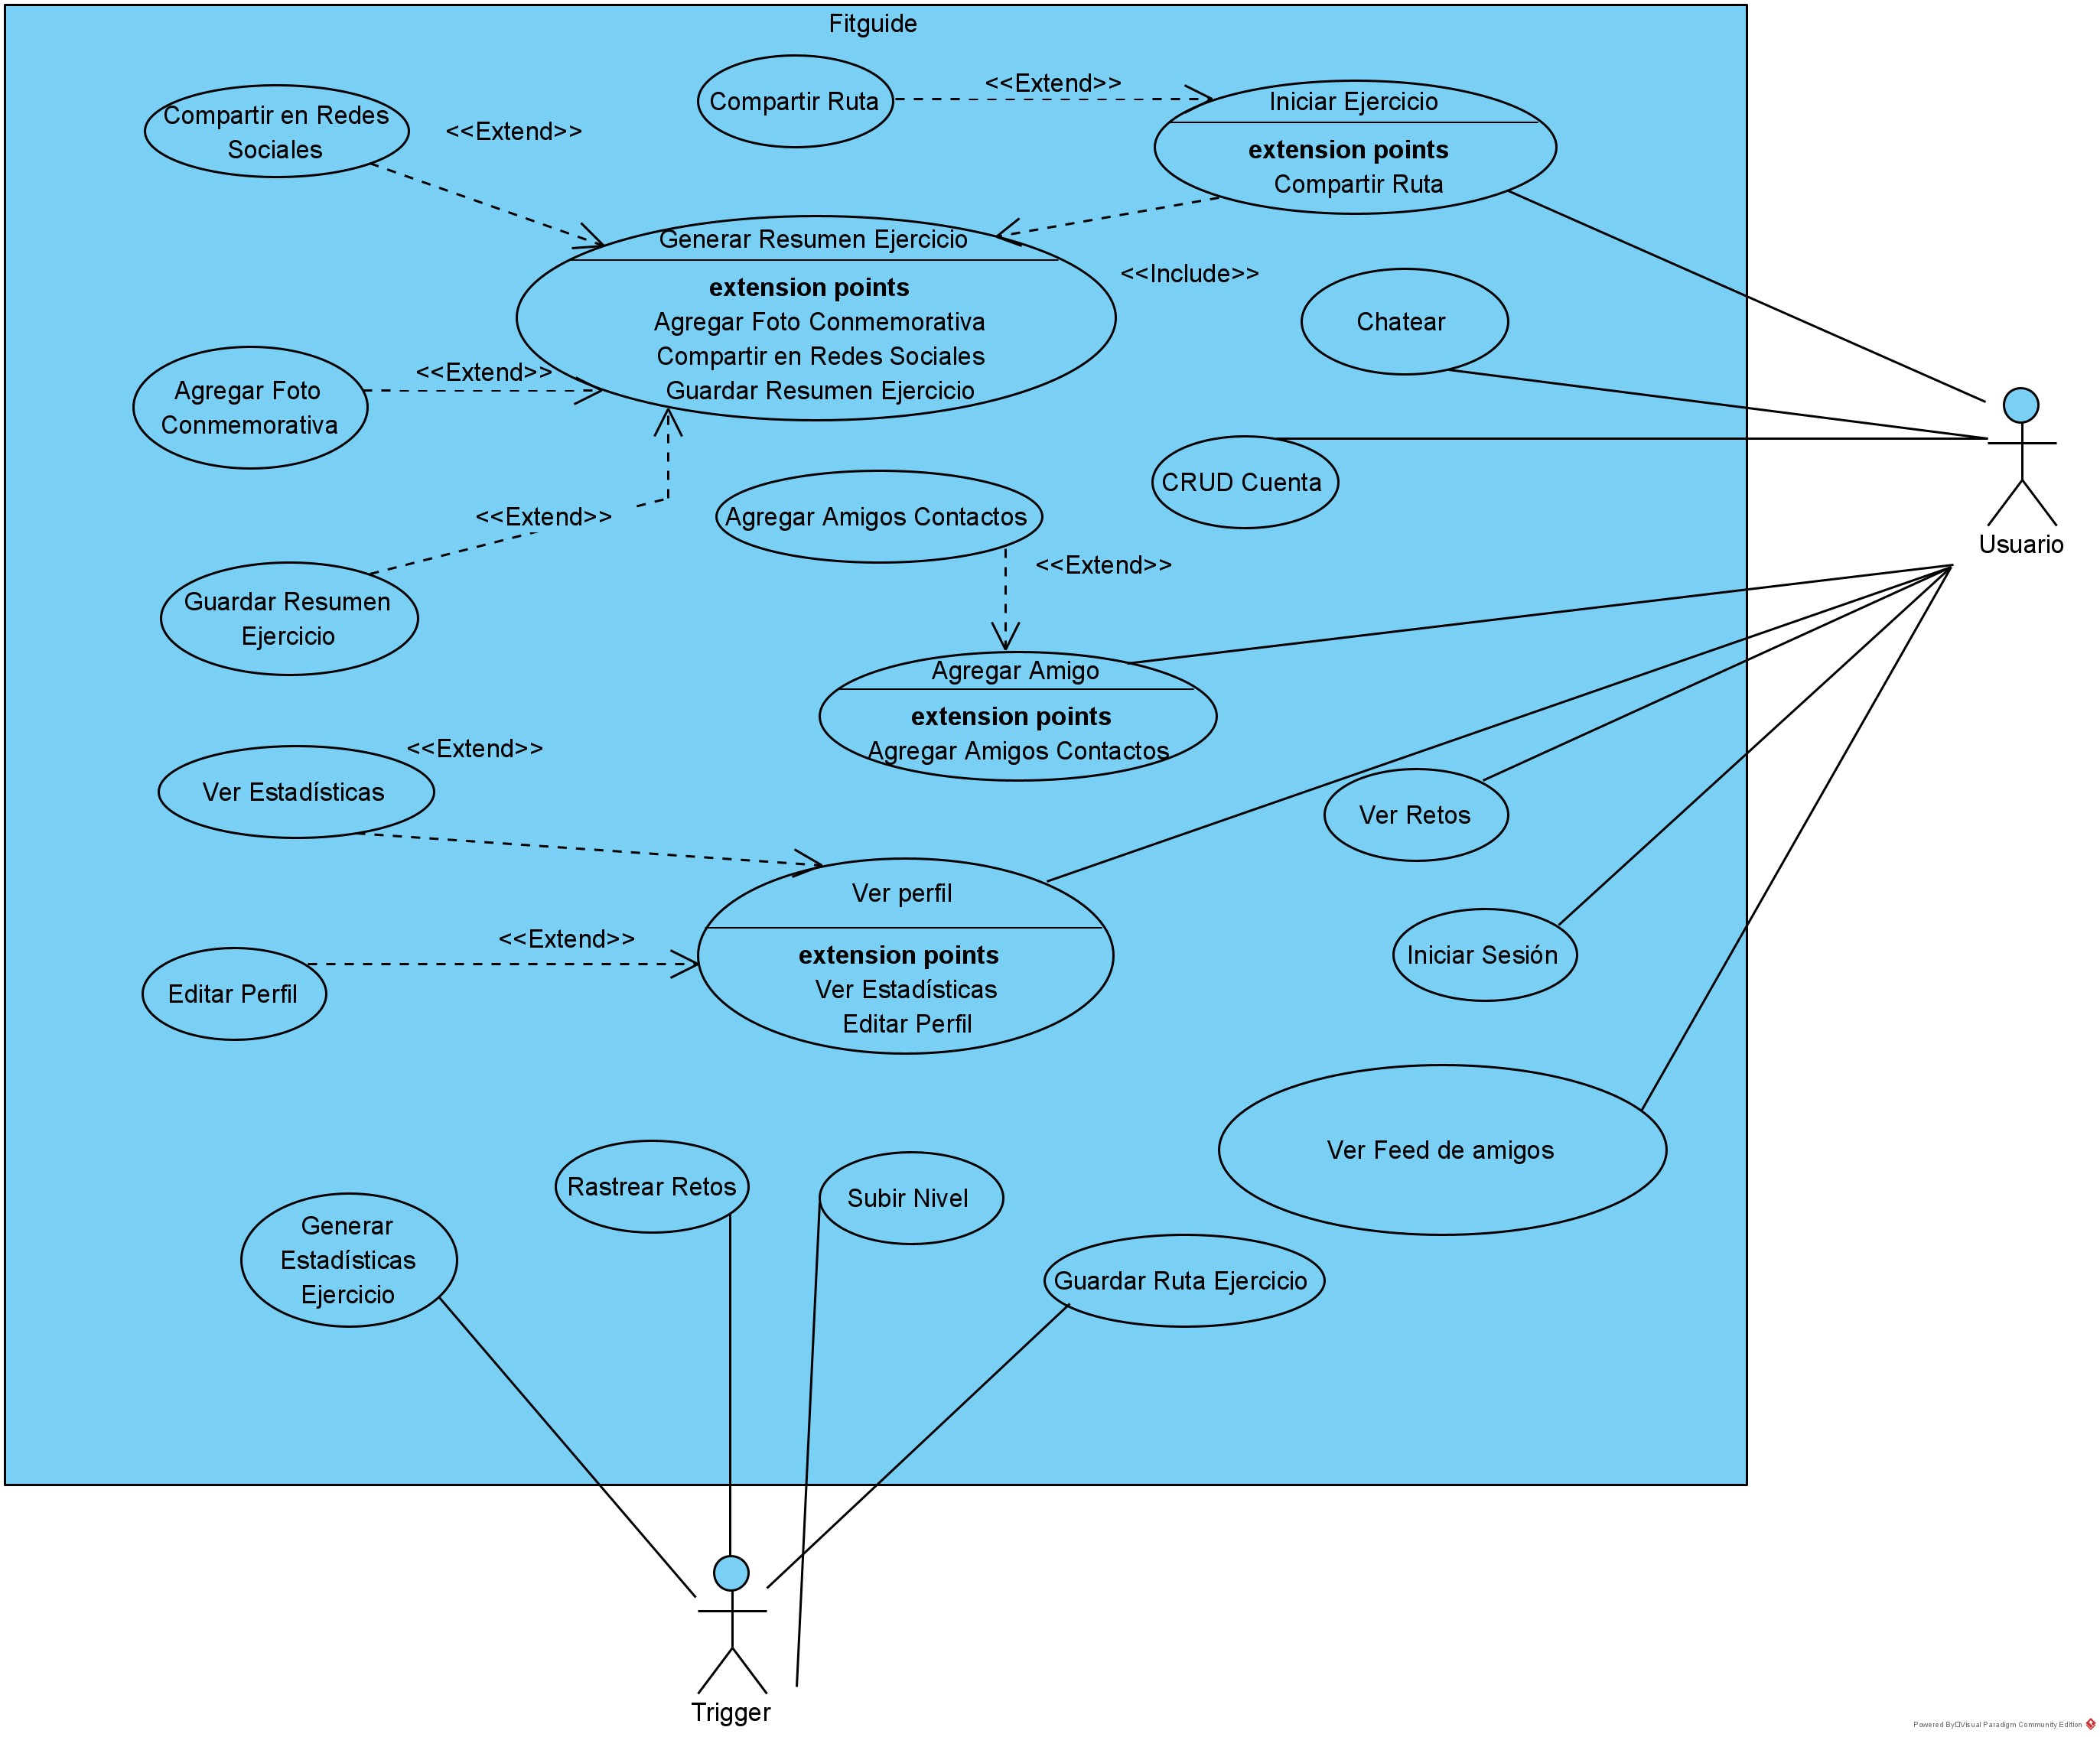 Fitguide
Compartir en Redes
Sociales
<<Extend>>
Compartir Ruta
<<Extend>>
Iniciar Ejercicio
extension points
Compartir Ruta
Generar Resumen Ejercicio
extension points
Agregar Foto Conmemorativa
Compartir en Redes Sociales
Guardar Resumen Ejercicio
<<Include>>
Chatear
Agregar Foto
Conmemorativa
<<Extend>>
CRUD Cuenta
Usuario
<<Extend>>
Agregar Amigos Contactos
<<Extend>>
Guardar Resumen
Ejercicio
Agregar Amigo
extension points
Agregar Amigos Contactos
<<Extend>>
Ver Estadísticas
Ver Retos
Ver perfil
extension points
Ver Estadísticas
Editar Perfil
<<Extend>>
Editar Perfil
Iniciar Sesión
Ver Feed de amigos
Rastrear Retos
Subir Nivel
Generar
Estadísticas
Ejercicio
Guardar Ruta Ejercicio
Trigger
Powered By□Visual Paradigm Community Edition